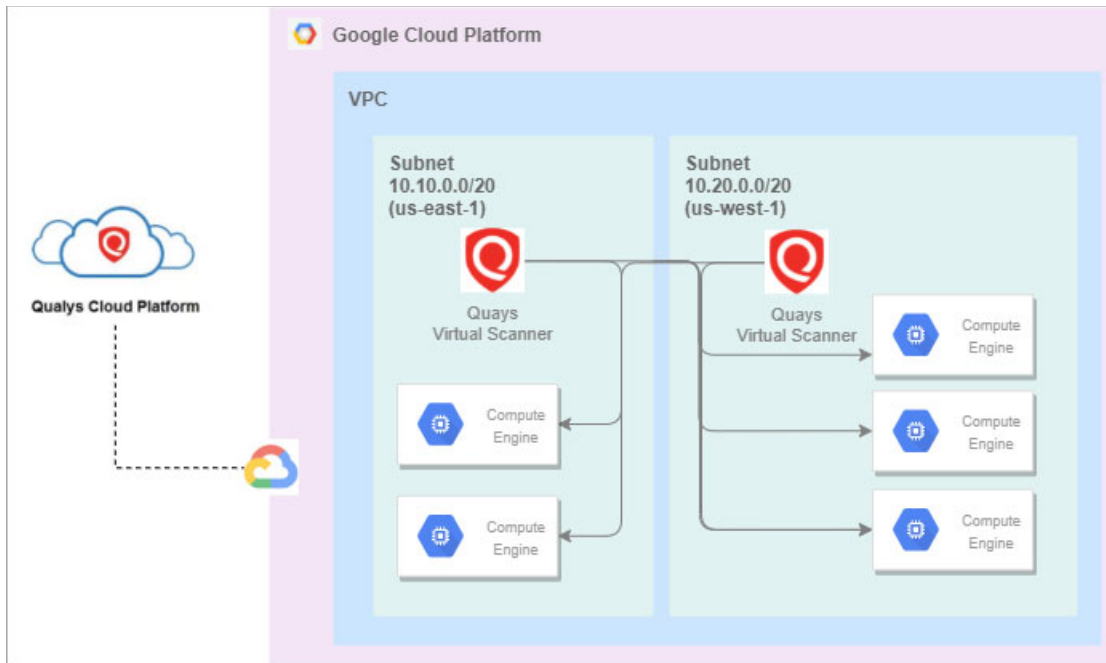 Google Cloud Platform
VPC
Subnet
10.10.0.0/20
(us-east-1)
Subnet
10.20.0.0/20
(us-west-1)
Quays
Virtual Scanner
Quays
Virtual Scanner
Qualys Cloud Platform
Compute
Engine
Compute
Engine
Compute
Engine
Compute
Engine
Compute
Engine